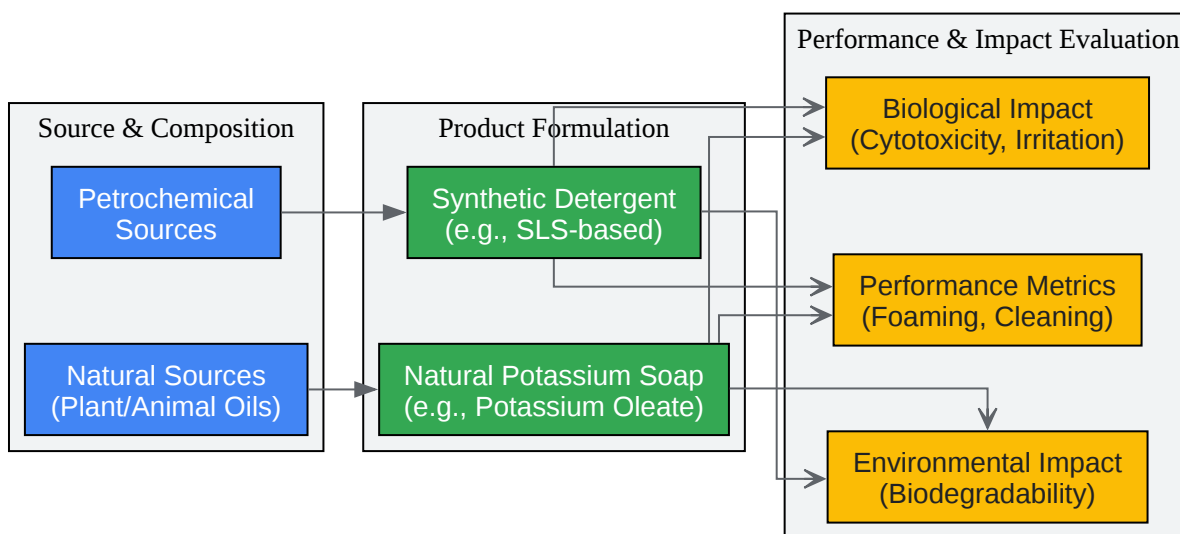 Source & Composition
Petrochemical
Sources
Natural Sources
(Plant/Animal Oils)
Product Formulation
Synthetic Detergent
(e.g., SLS-based)
Natural Potassium Soap
(e.g., Potassium Oleate)
Performance & Impact Evaluation
Biological Impact
(Cytotoxicity, Irritation)
Performance Metrics
(Foaming, Cleaning)
Environmental Impact
(Biodegradability)